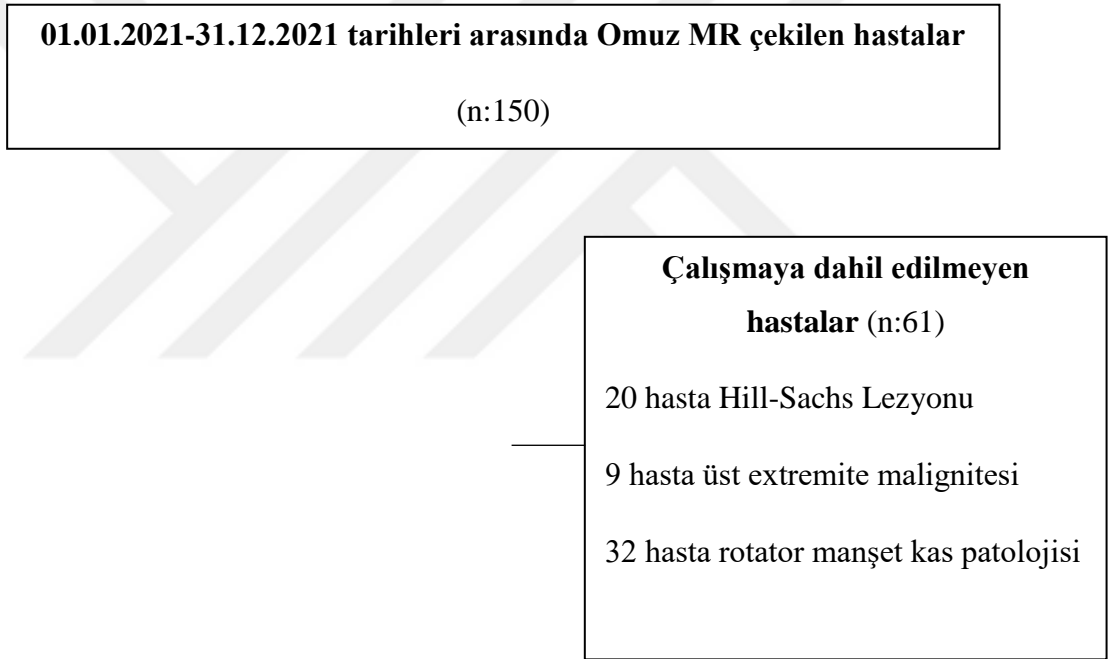 01.01.2021-31.12.2021 tarihleri arasında Omuz MR çekilen hastalar
(n:150)
Çalışmaya dahil edilmeyen
hastalar (n:61)
20 hasta Hill-Sachs Lezyonu
9 hasta üst extremite malignitesi
32 hasta rotator manşet kas patolojisi